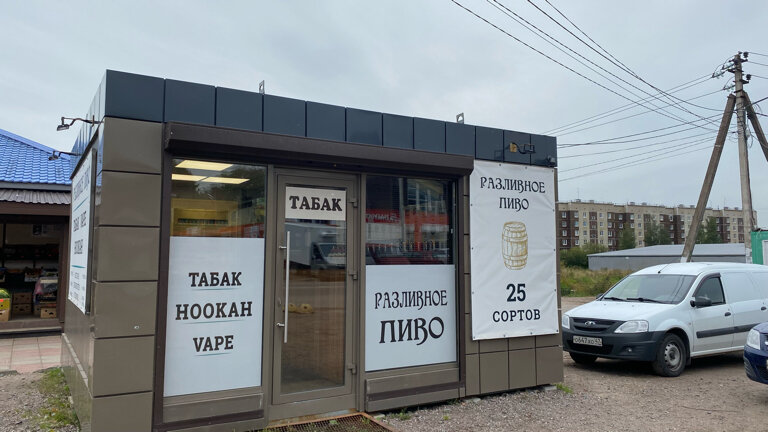 ТАБАК
ТАБАК
HOOKAH
VAPE
РАЗЛИВНОЕ
ПИВО
РАЗЛИВНОЕ
ПИВО
25
СОРТОВ